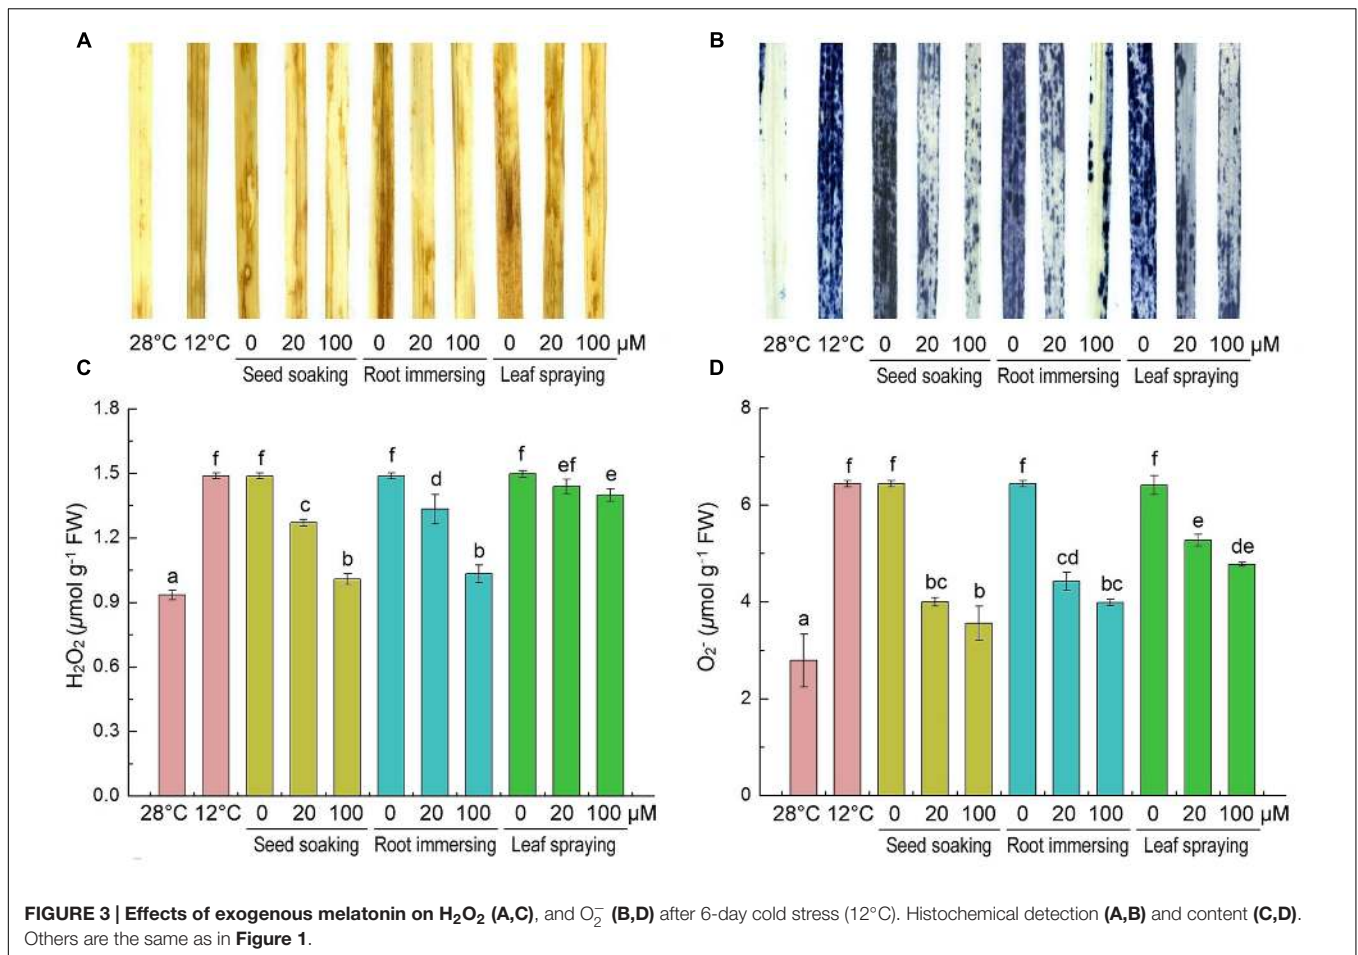 A
B
28°C 12°C 0 20 100 0 20 100 0 20 100 µM
Seed soaking Root immersing Leaf spraying
28°C 12°C 0 20 100 0 20 100 0 20 100 µM
Seed soaking Root immersing Leaf spraying
C
1.8
1.5
1.2
0.9
0.6
0.3
0.0
H₂O₂ (µmol g⁻¹ FW)
a f f c b f d b f ef e
28°C 12°C 0 20 100 0 20 100 0 20 100 µM
Seed soaking Root immersing Leaf spraying
D
8
6
4
2
0
O₂⁻ (µmol g⁻¹ FW)
a f f bc b f cd bc f e de
28°C 12°C 0 20 100 0 20 100 0 20 100 µM
Seed soaking Root immersing Leaf spraying
FIGURE 3 | Effects of exogenous melatonin on H₂O₂ (A,C), and O₂⁻ (B,D) after 6-day cold stress (12°C). Histochemical detection (A,B) and content (C,D).
Others are the same as in Figure 1.